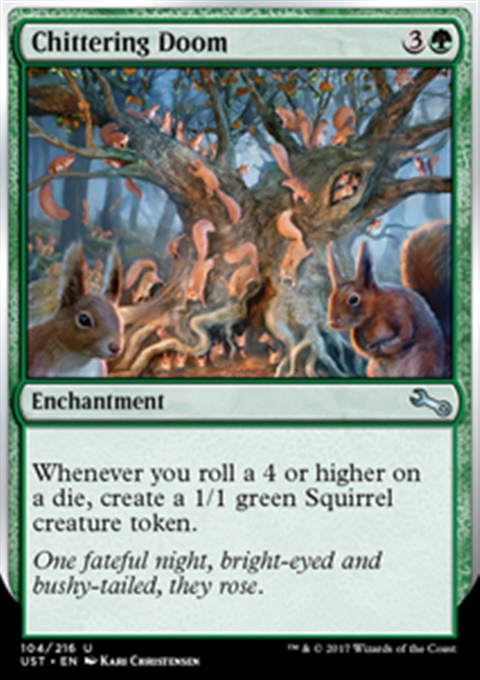 Chittering Doom 3
Enchantment
Whenever you roll a 4 or higher on
a die, create a 1/1 green Squirrel
creature token.
One fateful night, bright-eyed and
bushy-tailed, they rose.
104/216 U
UST • EN Kari Christensen
™ & © 2017 Wizards of the Coast